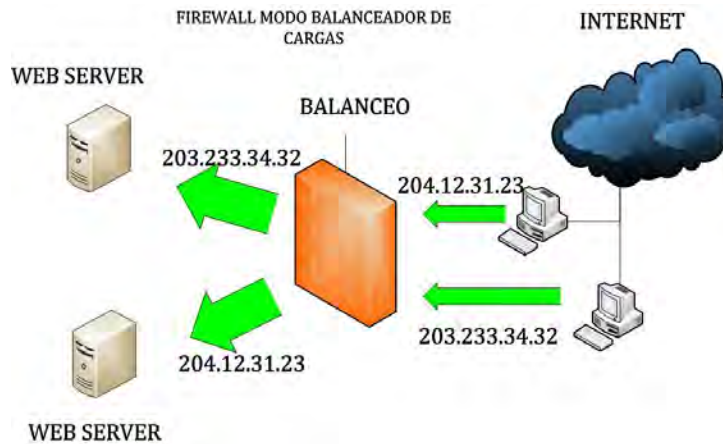 FIREWALL MODO BALANCEADOR DE
CARGAS
INTERNET
WEB SERVER
BALANCEO
203.233.34.32
204.12.31.23
203.233.34.32
204.12.31.23
WEB SERVER